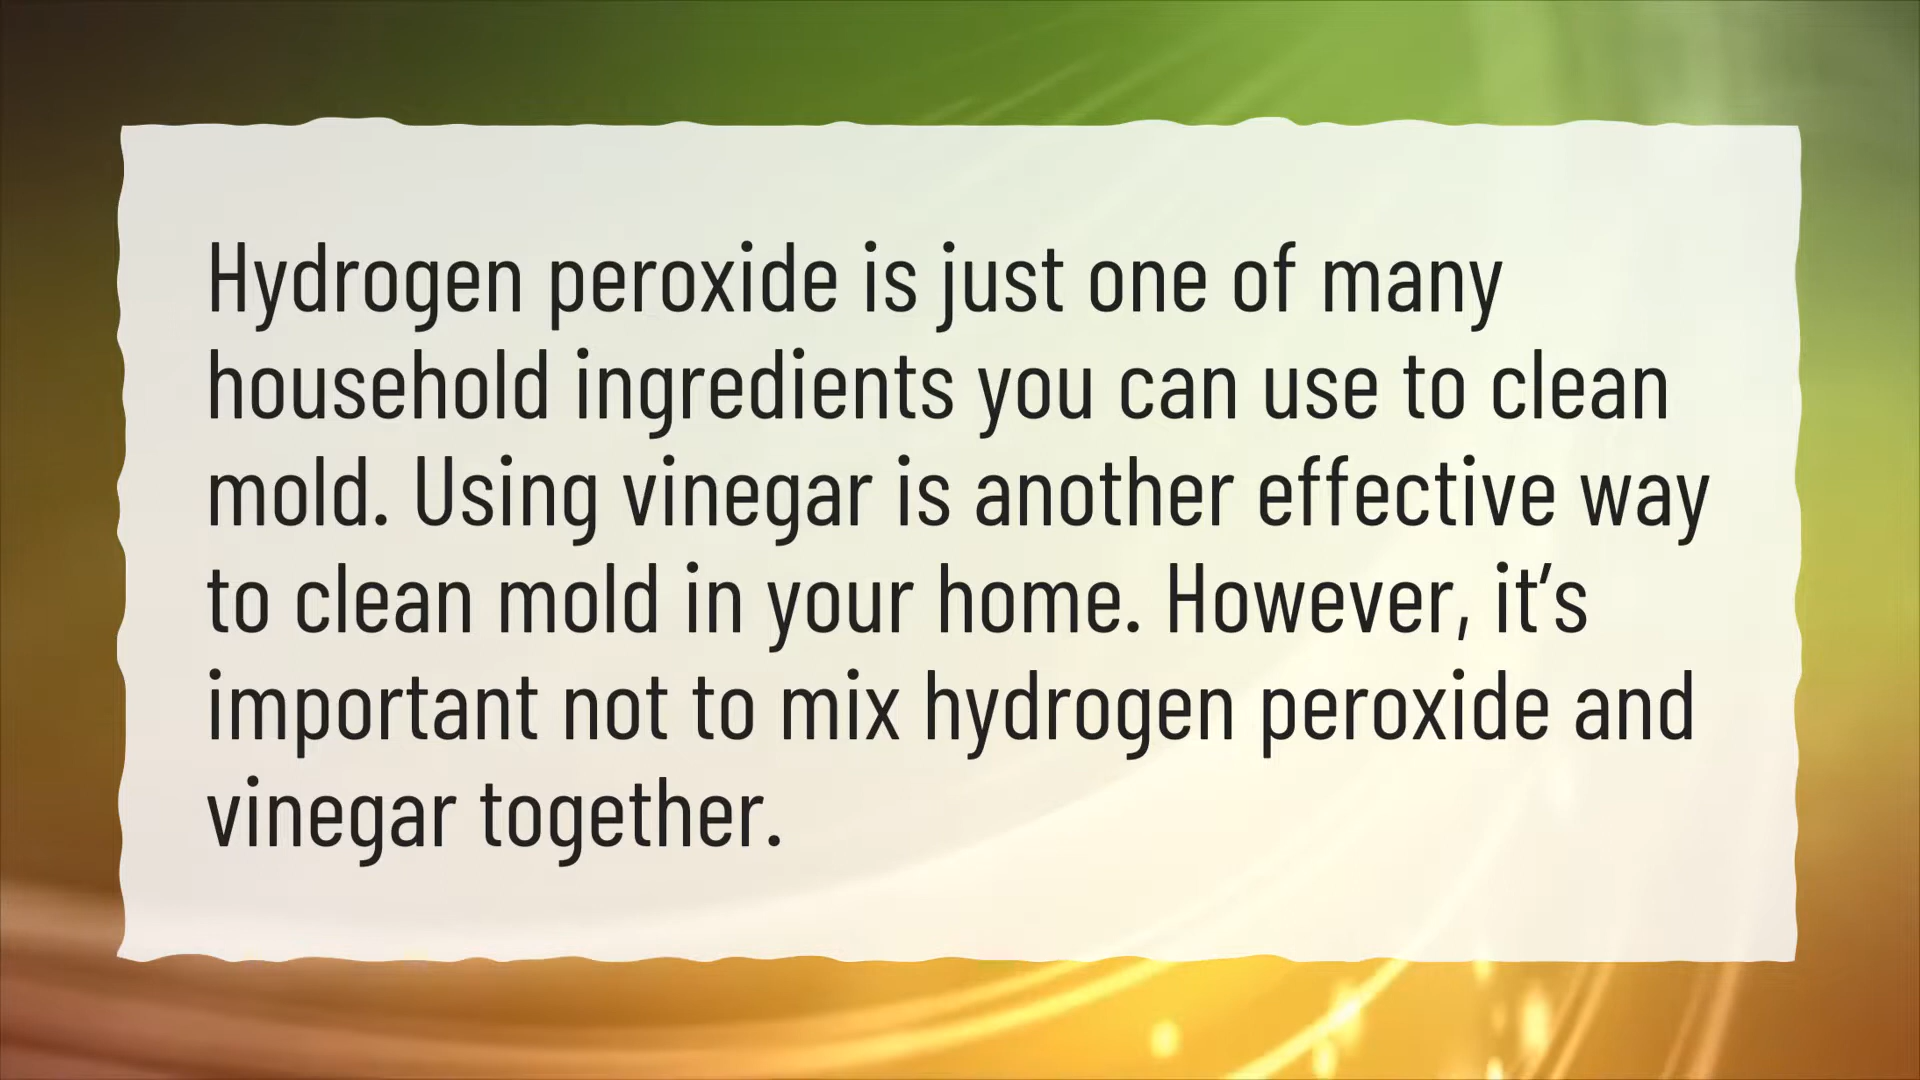 Hydrogen peroxide is just one of many
household ingredients you can use to clean
mold. Using vinegar is another effective way
to clean mold in your home. However, it’s
important not to mix hydrogen peroxide and
vinegar together.